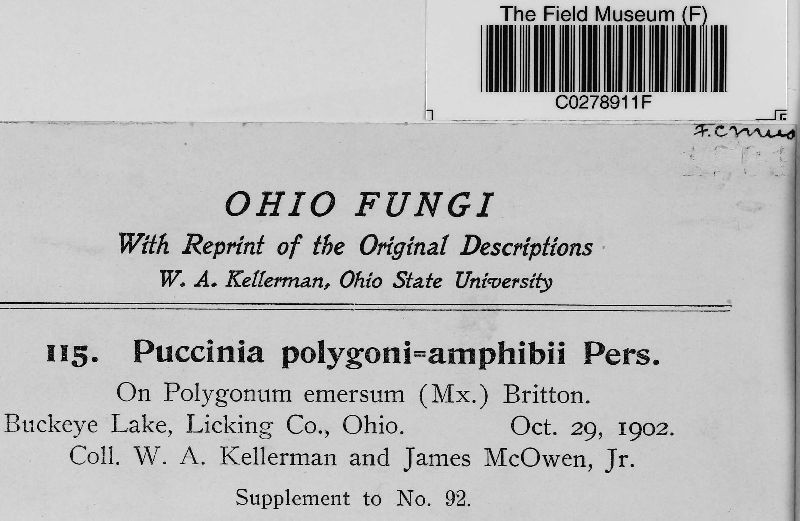 The Field Museum (F)
C0278911F
OHIO FUNGI
With Reprint of the Original Descriptions
W. A. Kellerman, Ohio State University
115. Puccinia polygoni=amphibii Pers.
On Polygonum emersum (Mx.) Britton.
Buckeye Lake, Licking Co., Ohio. Oct. 29, 1902.
Coll. W. A. Kellerman and James McOwen, Jr.
Supplement to No. 92.